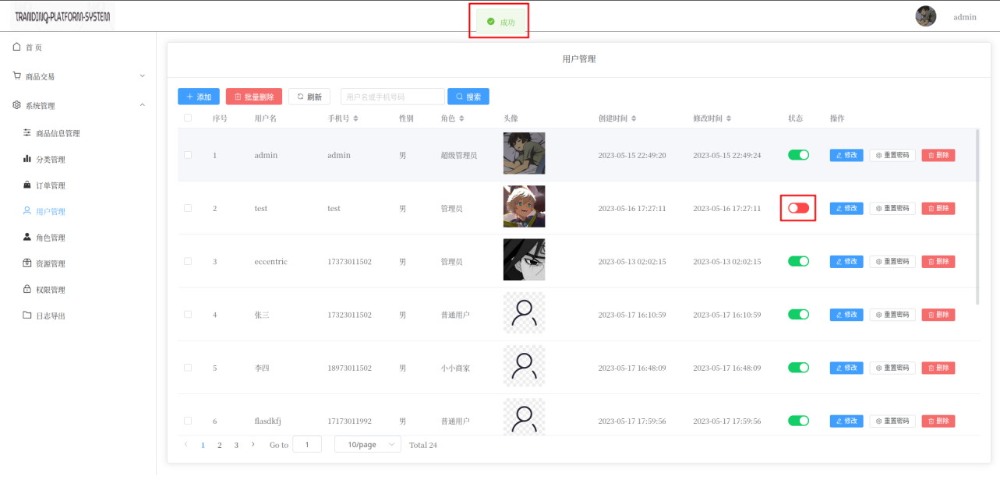 TRANDINQ-PLATFORM-SYSTEM
成功
admin
首 页
商品交易
系统管理
商品信息管理
分类管理
订单管理
用户管理
角色管理
资源管理
权限管理
日志导出
用户管理
添加 批量删除 刷新 用户名或手机号码 搜索
序号 用户名 手机号 性别 角色 头像 创建时间 修改时间 状态 操作
1 admin admin 男 超级管理员 2023-05-15 22:49:20 2023-05-15 22:49:24 修改 重置密码 删除
2 test test 男 管理员 2023-05-16 17:27:11 2023-05-16 17:27:11 修改 重置密码 删除
3 eccentric 17373011502 男 管理员 2023-05-13 02:02:15 2023-05-13 02:02:15 修改 重置密码 删除
4 张三 17323011502 男 普通用户 2023-05-17 16:10:59 2023-05-17 16:10:59 修改 重置密码 删除
5 李四 18973011502 男 小小商家 2023-05-17 16:48:09 2023-05-17 16:48:09 修改 重置密码 删除
6 flasdkfj 17173011992 男 普通用户 2023-05-17 17:59:56 2023-05-17 17:59:56 修改 重置密码 删除
1 2 3 Go to 1 10/page Total 24